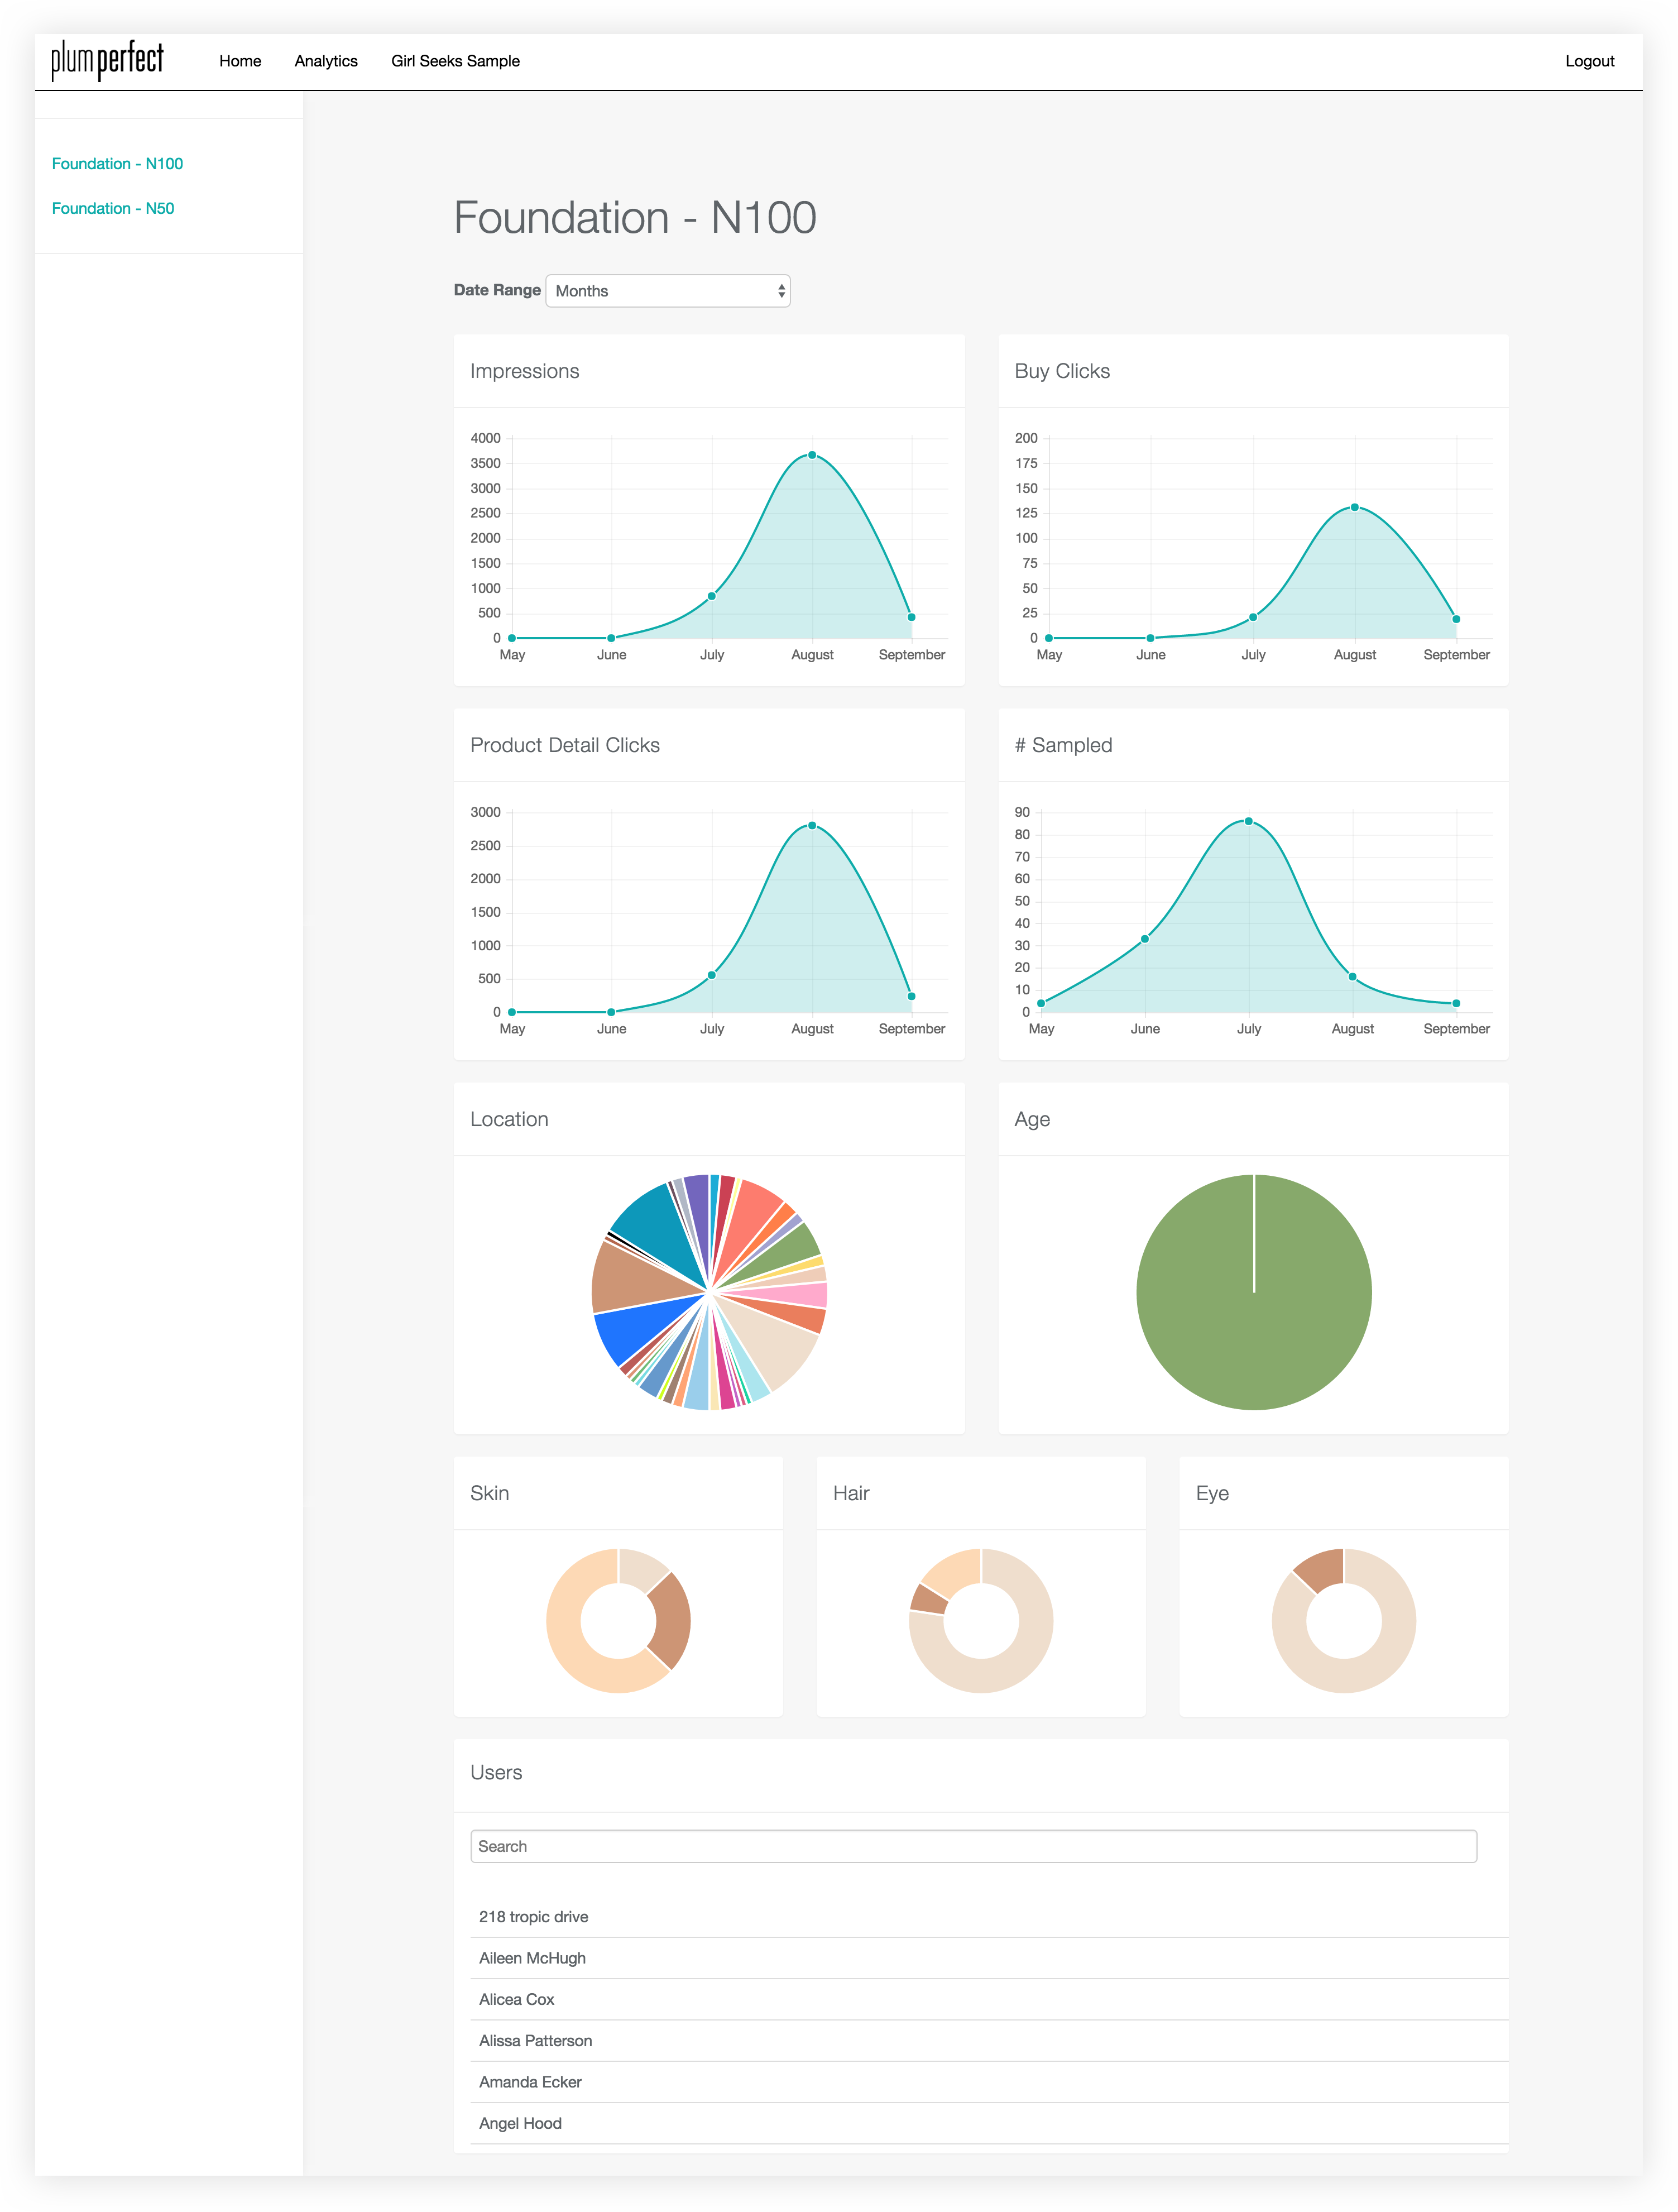 plumperfect Home Analytics Girl Seeks Sample Logout
Foundation - N100
Foundation - N50
Foundation - N100
Date Range Months
Impressions
4000
3500
3000
2500
2000
1500
1000
500
0
May June July August September
Buy Clicks
200
175
150
125
100
75
50
25
0
May June July August September
Product Detail Clicks
3000
2500
2000
1500
1000
500
0
May June July August September
# Sampled
90
80
70
60
50
40
30
20
10
0
May June July August September
Location
Age
Skin
Hair
Eye
Users
Search
218 tropic drive
Aileen McHugh
Alicea Cox
Alissa Patterson
Amanda Ecker
Angel Hood